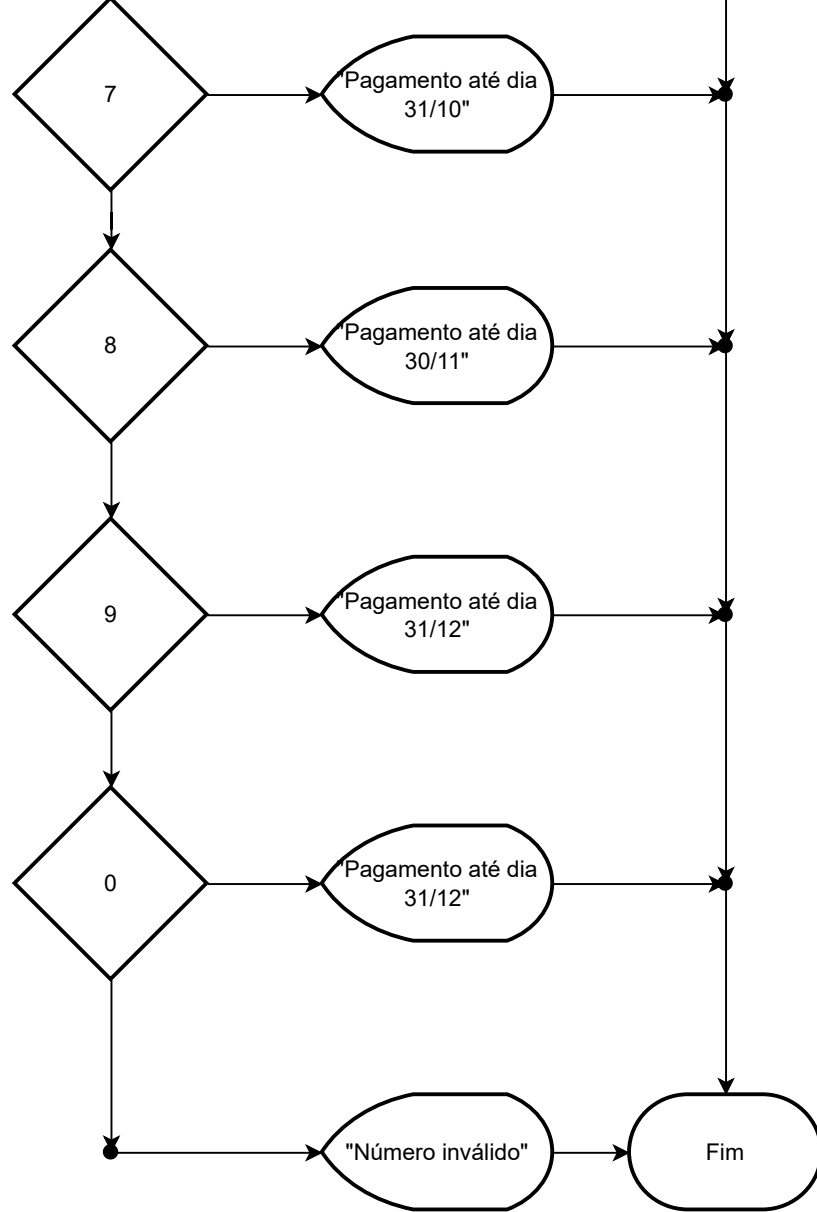 7
"Pagamento até dia
31/10"
8
"Pagamento até dia
30/11"
9
"Pagamento até dia
31/12"
0
"Pagamento até dia
31/12"
"Número inválido"
Fim